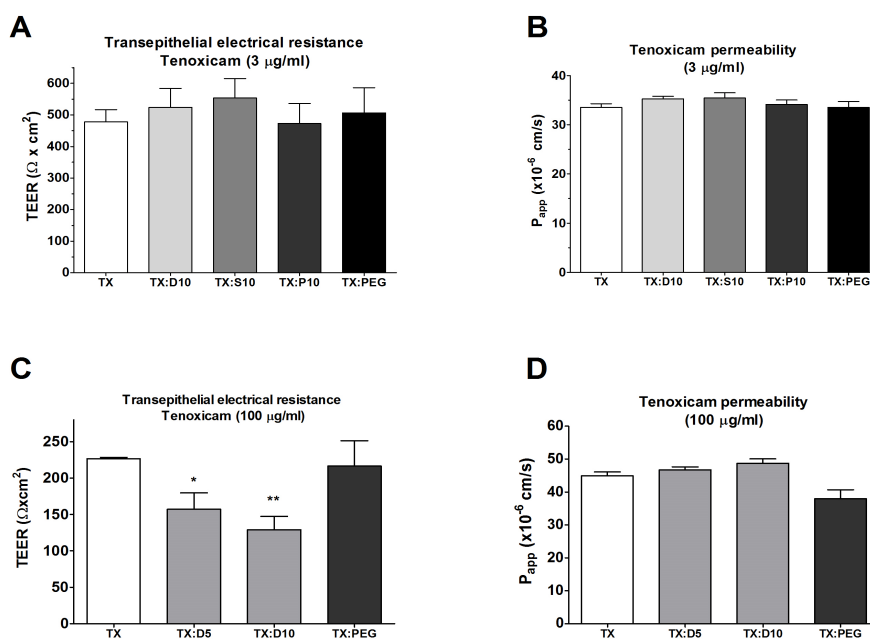 A
Transepithelial electrical resistance
Tenoxicam (3 μg/ml)
TEER (Ω x cm²)
600
500
400
300
200
100
0
TX TX:D10 TX:S10 TX:P10 TX:PEG
B
Tenoxicam permeability
(3 μg/ml)
Papp (x10⁻⁶ cm/s)
40
30
20
10
0
TX TX:D10 TX:S10 TX:P10 TX:PEG
C
Transepithelial electrical resistance
Tenoxicam (100 μg/ml)
TEER (Ωxcm²)
250
200
150
100
50
0
*
**
TX TX:D5 TX:D10 TX:PEG
D
Tenoxicam permeability
(100 μg/ml)
Papp (x10⁻⁶ cm/s)
60
50
40
30
20
10
0
TX TX:D5 TX:D10 TX:PEG